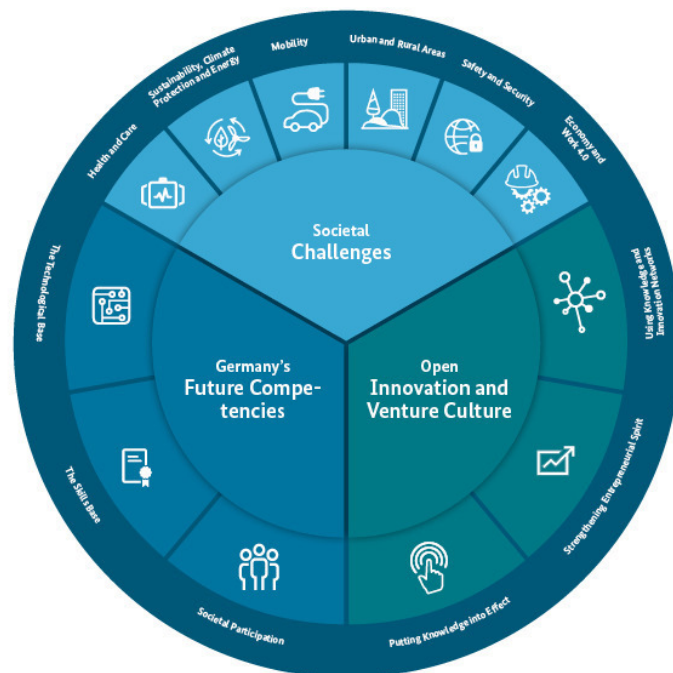 Health and Care
Sustainability, Climate
Protection and Energy
Mobility
Urban and Rural Areas
Safety and Security
Economy and
Work 4.0
Societal
Challenges
The Technological Base
Using Knowledge and
Innovation Networks
Germany's
Future Compe-
tencies
Open
Innovation and
Venture Culture
The Skills Base
Strengthening Entrepreneurial Spirit
Societal Participation
Putting Knowledge into Effect